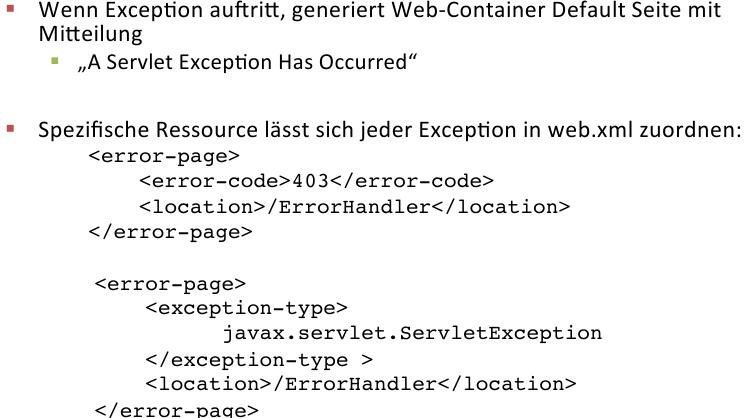 Wenn Exception auftritt, generiert Web-Container Default Seite mit
Mitteilung
„A Servlet Exception Has Occurred“
Spezifische Ressource lässt sich jeder Exception in web.xml zuordnen:
<error-page>
<error-code>403</error-code>
<location>/ErrorHandler</location>
</error-page>
<error-page>
<exception-type>
javax.servlet.ServletException
</exception-type >
<location>/ErrorHandler</location>
</error-page>